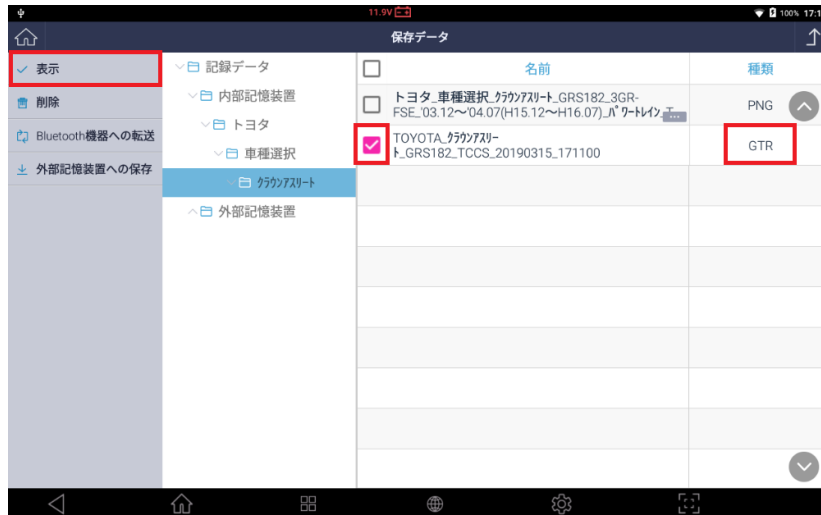 11.9V
100% 17:1
保存データ
表示
削除
Bluetooth機器への転送
外部記憶装置への保存
記録データ
内部記憶装置
トヨタ
車種選択
ｸﾗｳﾝｱｽﾘｰﾄ
外部記憶装置
名前
種類
トヨタ_車種選択_ｸﾗｳﾝｱｽﾘｰﾄ_GRS182_3GR-
FSE_'03.12～'04.07(H15.12～H16.07)_ﾊﾟﾜｰﾄﾚｲﾝ_T...
PNG
TOYOTA_ｸﾗｳﾝｱｽﾘｰ
ﾄ_GRS182_TCCS_20190315_171100
GTR